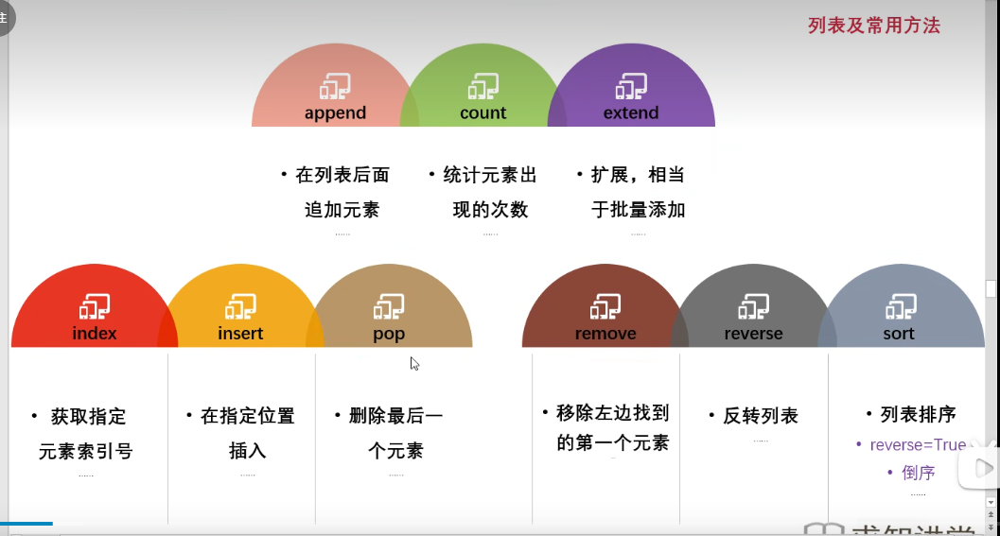 注
列表及常用方法
append
count
extend
• 在列表后面
追加元素
......
• 统计元素出
现的次数
......
• 扩展，相当
于批量添加
......
index
insert
pop
remove
reverse
sort
• 获取指定
元素索引号
......
• 在指定位置
插入
......
• 删除最后一
个元素
......
• 移除左边找到
的第一个元素
• 反转列表
......
• 列表排序
• reverse=True
• 倒序
......
求知讲堂